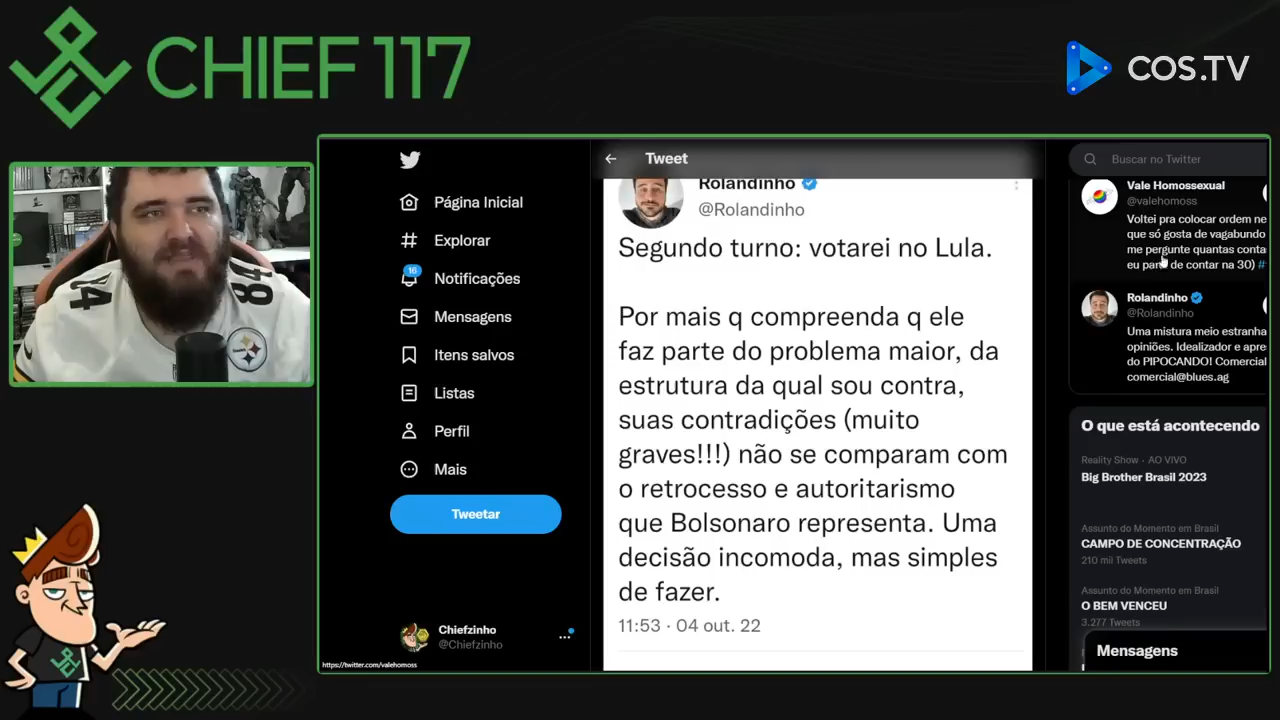 CHIEF 117
COS.TV
Página Inicial
Explorar
16
Notificações
Mensagens
Itens salvos
Listas
Perfil
Mais
Tweetar
Chiefzinho
@Chiefzinho
https://twitter.com/valehomoss
Tweet
Rolandinho
@Rolandinho
Segundo turno: votarei no Lula.
Por mais q compreenda q ele
faz parte do problema maior, da
estrutura da qual sou contra,
suas contradições (muito
graves!!!) não se comparam com
o retrocesso e autoritarismo
que Bolsonaro representa. Uma
decisão incomoda, mas simples
de fazer.
11:53 · 04 out. 22
Buscar no Twitter
Vale Homossexual
@valehomoss
Voltei pra colocar ordem ne
que só gosta de vagabundo
me pergunte quantas conta
eu parei de contar na 30) #
Rolandinho
@Rolandinho
Uma mistura meio estranha
opiniões. Idealizador e apre
do PIPOCANDO! Comercial
comercial@blues.ag
O que está acontecendo
Reality Show · AO VIVO
Big Brother Brasil 2023
Assunto do Momento em Brasil
CAMPO DE CONCENTRAÇÃO
210 mil Tweets
Assunto do Momento em Brasil
O BEM VENCEU
3.277 Tweets
Mensagens
84